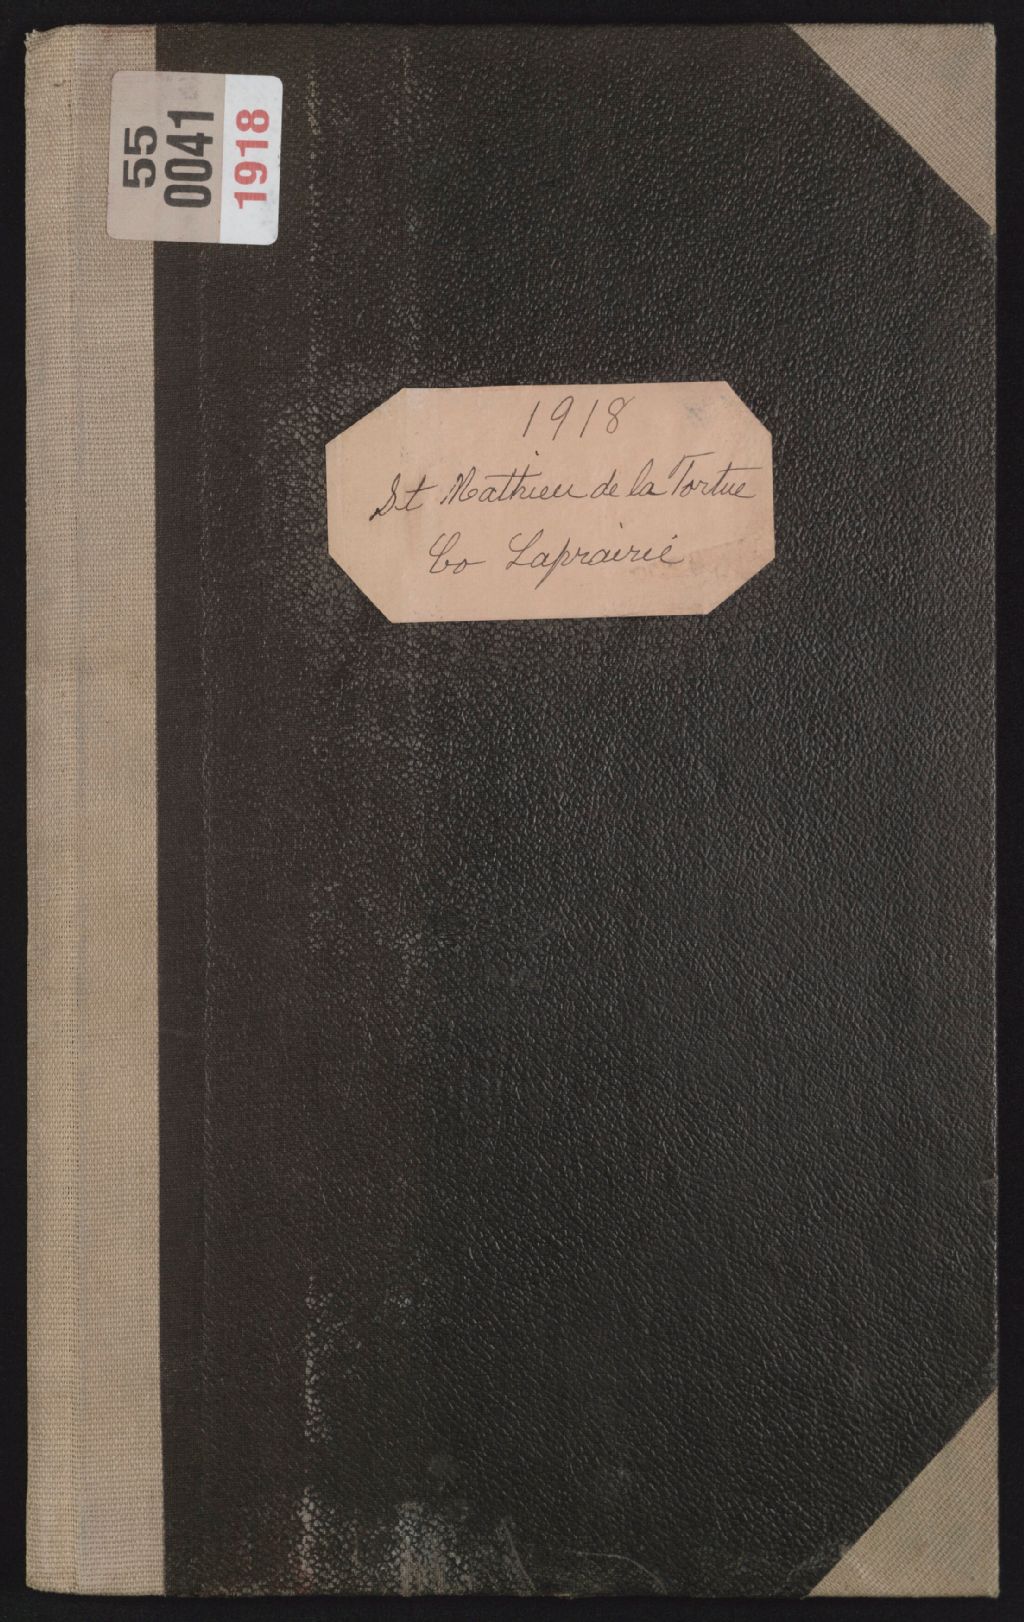 55
0041
1918
1918
St Mathieu de la Tortue
Co Laprairie